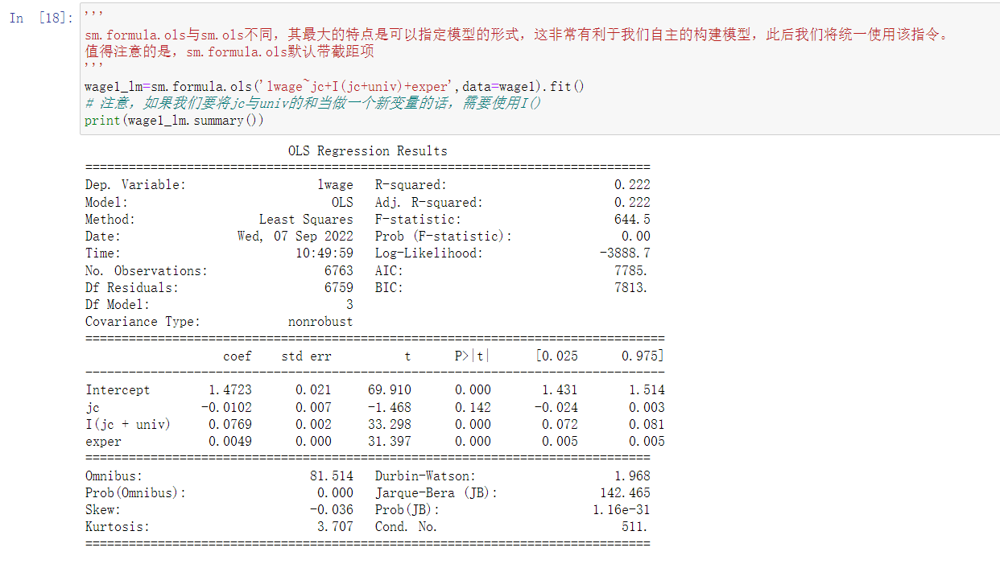 In [18]: '''
sm.formula.ols与sm.ols不同，其最大的特点是可以指定模型的形式，这非常有利于我们自主的构建模型，此后我们将统一使用该指令。
值得注意的是，sm.formula.ols默认带截距项
'''
wage1_lm=sm.formula.ols('lwage~jc+I(jc+univ)+exper',data=wage1).fit()
# 注意，如果我们要将jc与univ的和当做一个新变量的话，需要使用I()
print(wage1_lm.summary())
OLS Regression Results
==============================================================================
Dep. Variable: lwage R-squared: 0.222
Model: OLS Adj. R-squared: 0.222
Method: Least Squares F-statistic: 644.5
Date: Wed, 07 Sep 2022 Prob (F-statistic): 0.00
Time: 10:49:59 Log-Likelihood: -3888.7
No. Observations: 6763 AIC: 7785.
Df Residuals: 6759 BIC: 7813.
Df Model: 3
Covariance Type: nonrobust
================================================================================
coef std err t P>|t| [0.025 0.975]
--------------------------------------------------------------------------------
Intercept 1.4723 0.021 69.910 0.000 1.431 1.514
jc -0.0102 0.007 -1.468 0.142 -0.024 0.003
I(jc + univ) 0.0769 0.002 33.298 0.000 0.072 0.081
exper 0.0049 0.000 31.397 0.000 0.005 0.005
==============================================================================
Omnibus: 81.514 Durbin-Watson: 1.968
Prob(Omnibus): 0.000 Jarque-Bera (JB): 142.465
Skew: -0.036 Prob(JB): 1.16e-31
Kurtosis: 3.707 Cond. No. 511.
==============================================================================